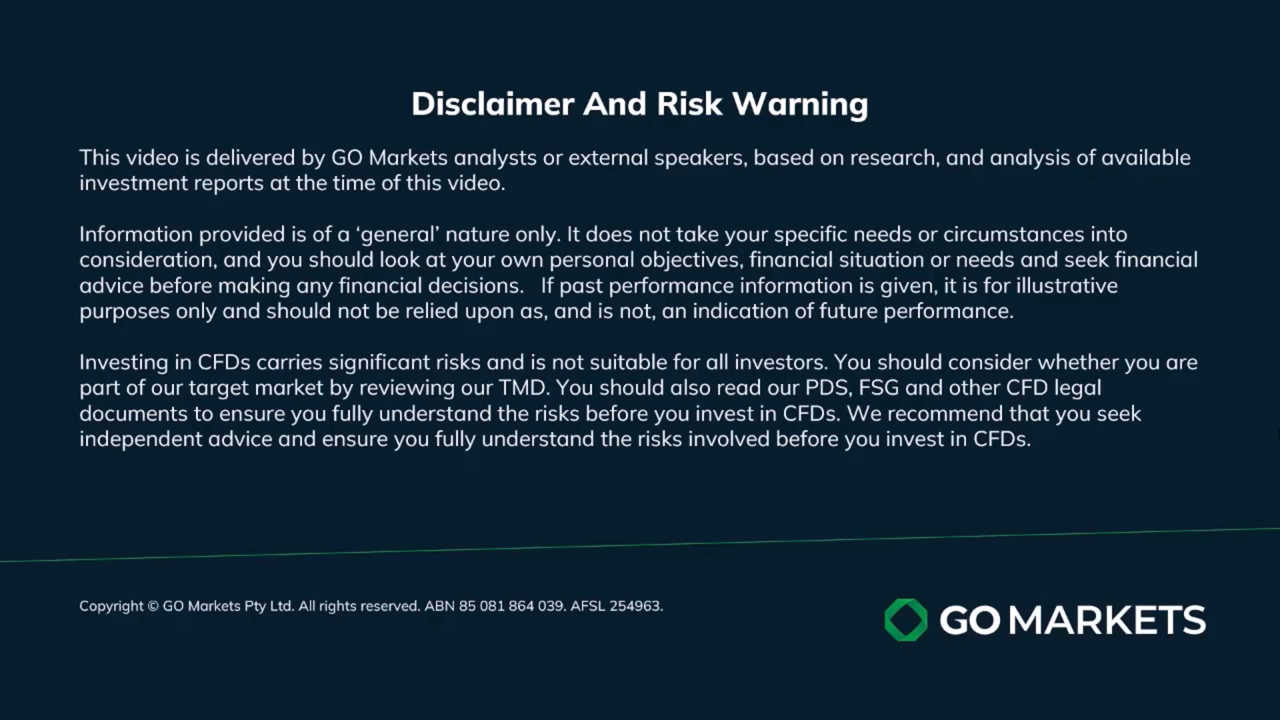 Disclaimer And Risk Warning
This video is delivered by GO Markets analysts or external speakers, based on research, and analysis of available
investment reports at the time of this video.
Information provided is of a ‘general’ nature only. It does not take your specific needs or circumstances into
consideration, and you should look at your own personal objectives, financial situation or needs and seek financial
advice before making any financial decisions.   If past performance information is given, it is for illustrative
purposes only and should not be relied upon as, and is not, an indication of future performance.
Investing in CFDs carries significant risks and is not suitable for all investors. You should consider whether you are
part of our target market by reviewing our TMD. You should also read our PDS, FSG and other CFD legal
documents to ensure you fully understand the risks before you invest in CFDs. We recommend that you seek
independent advice and ensure you fully understand the risks involved before you invest in CFDs.
Copyright © GO Markets Pty Ltd. All rights reserved. ABN 85 081 864 039. AFSL 254963.
GO MARKETS